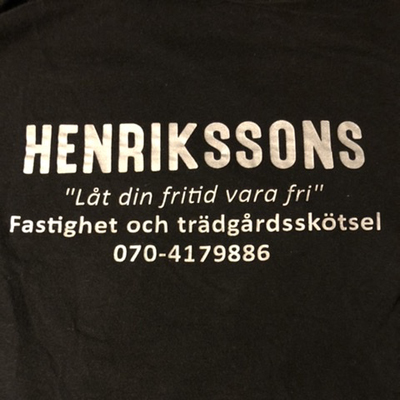 HENRIKSSONS
"Låt din fritid vara fri"
Fastighet och trädgårdsskötsel
070-4179886